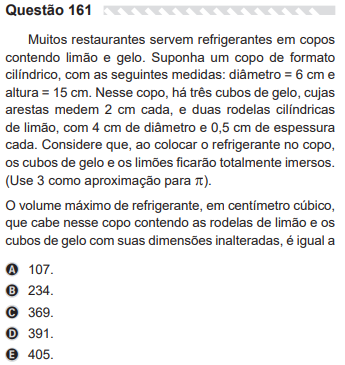 Questão 161
Muitos restaurantes servem refrigerantes em copos
contendo limão e gelo. Suponha um copo de formato
cilíndrico, com as seguintes medidas: diâmetro = 6 cm e
altura = 15 cm. Nesse copo, há três cubos de gelo, cujas
arestas medem 2 cm cada, e duas rodelas cilíndricas
de limão, com 4 cm de diâmetro e 0,5 cm de espessura
cada. Considere que, ao colocar o refrigerante no copo,
os cubos de gelo e os limões ficarão totalmente imersos.
(Use 3 como aproximação para π).
O volume máximo de refrigerante, em centímetro cúbico,
que cabe nesse copo contendo as rodelas de limão e os
cubos de gelo com suas dimensões inalteradas, é igual a
A 107.
B 234.
C 369.
D 391.
E 405.